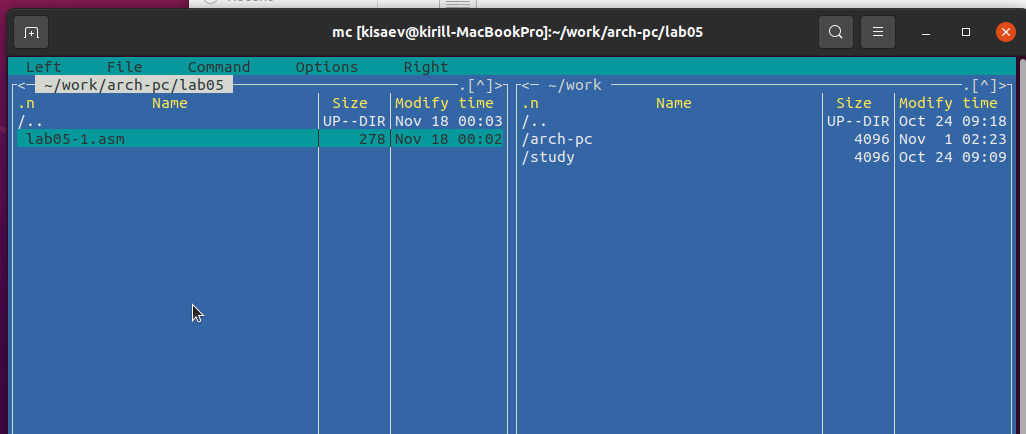 Recent
mc [kisaev@kirill-MacBookPro]:~/work/arch-pc/lab05
Left File Command Options Right
<─ ~/work/arch-pc/lab05 ─.[^]>
.n Name Size Modify time
/.. UP--DIR Nov 18 00:03
lab05-1.asm 278 Nov 18 00:02
<─ ~/work ─.[^]>
.n Name Size Modify time
/.. UP--DIR Oct 24 09:18
/arch-pc 4096 Nov 1 02:23
/study 4096 Oct 24 09:09